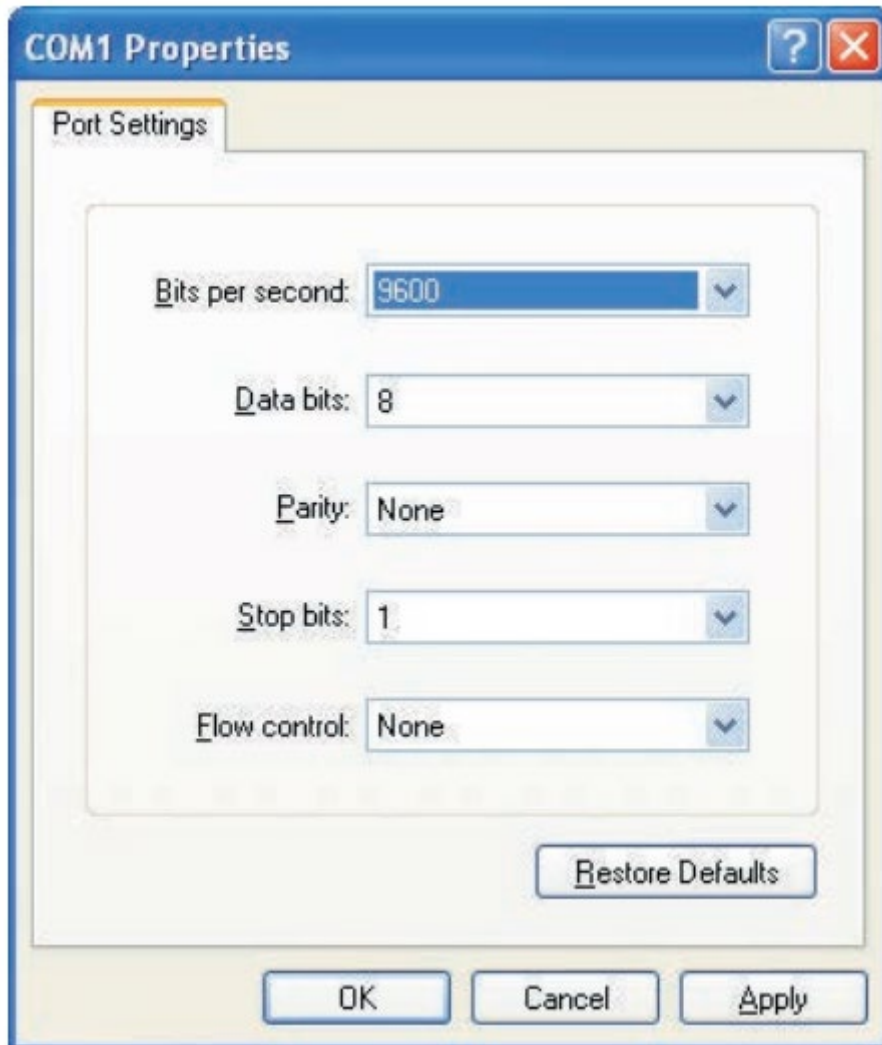 COM1 Properties
Port Settings
Bits per second: 9600
Data bits: 8
Parity: None
Stop bits: 1
Flow control: None
Restore Defaults
OK Cancel Apply